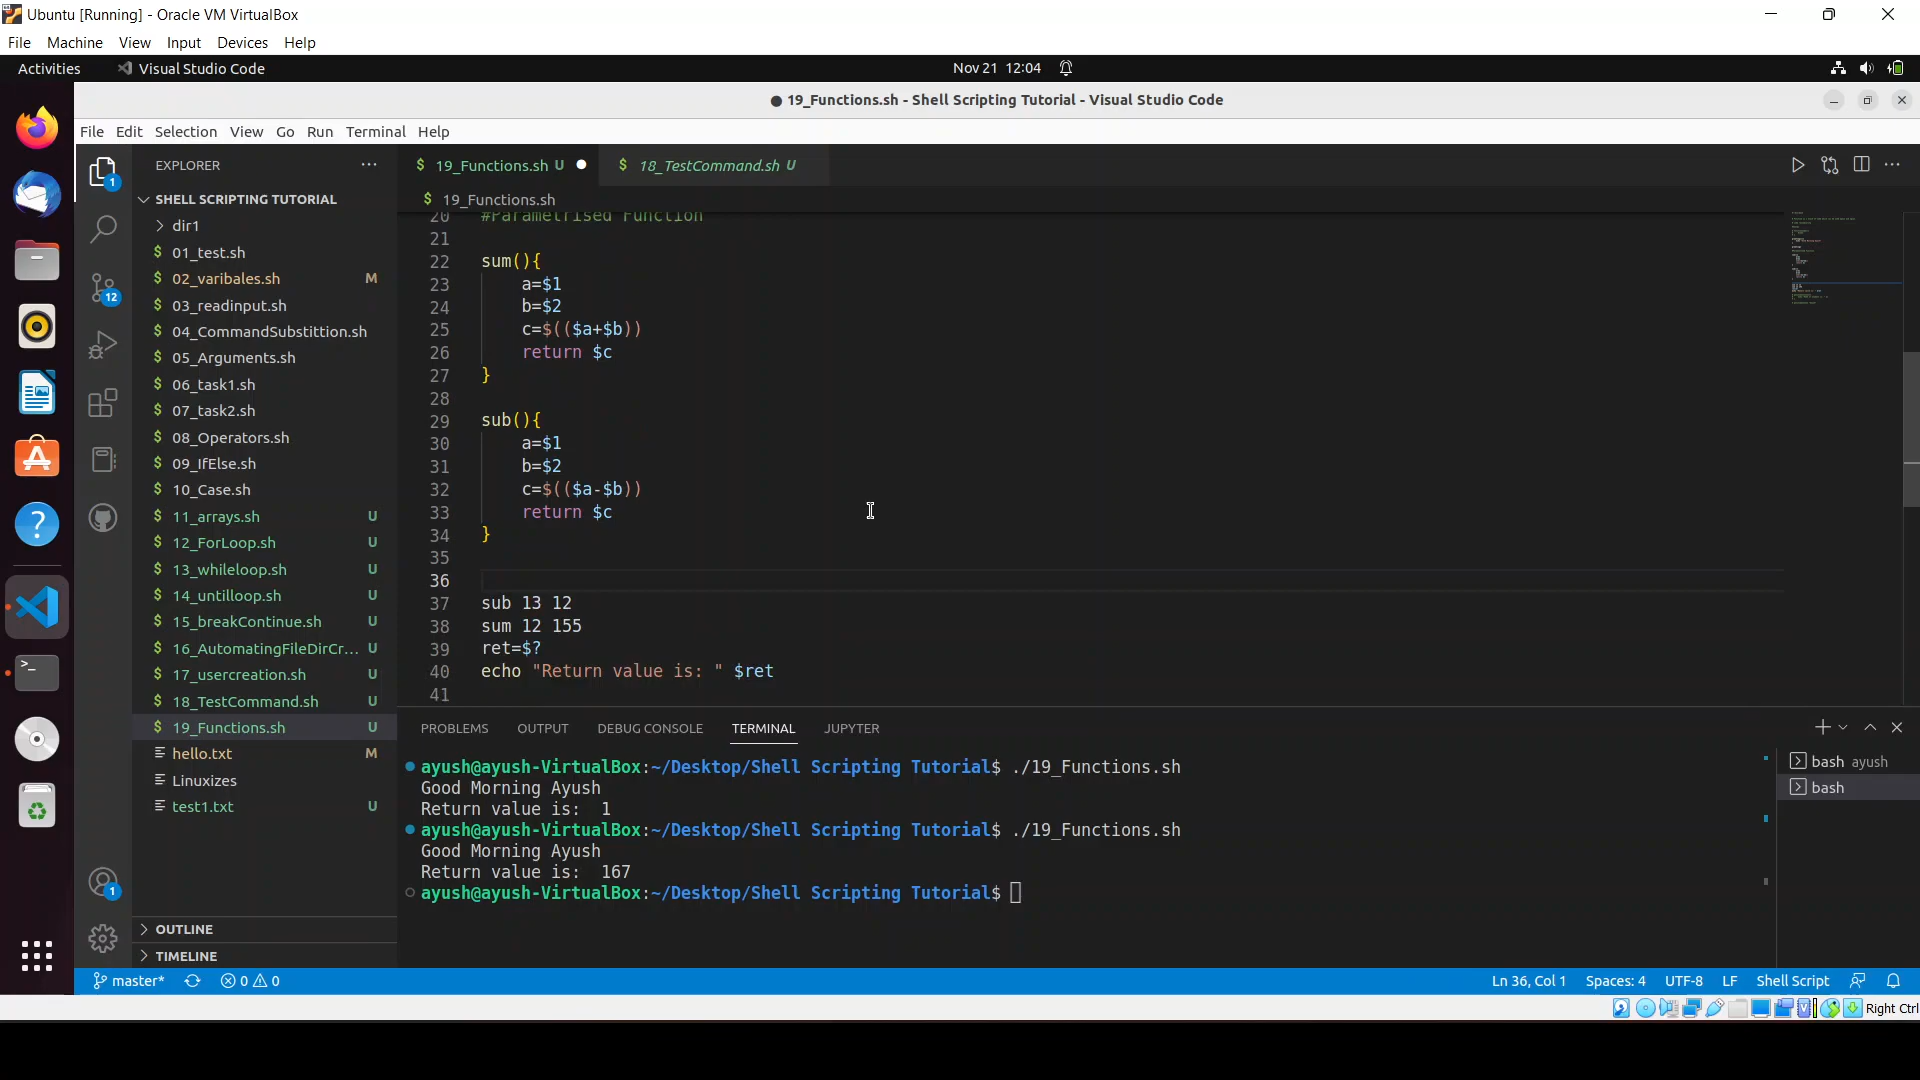 Ubuntu [Running] - Oracle VM VirtualBox
File Machine View Input Devices Help
Activities Visual Studio Code Nov 21 12:04
19_Functions.sh - Shell Scripting Tutorial - Visual Studio Code
File Edit Selection View Go Run Terminal Help
EXPLORER
SHELL SCRIPTING TUTORIAL
dir1
$ 01_test.sh
$ 02_varibales.sh M
$ 03_readinput.sh
$ 04_CommandSubstittion.sh
$ 05_Arguments.sh
$ 06_task1.sh
$ 07_task2.sh
$ 08_Operators.sh
$ 09_IfElse.sh
$ 10_Case.sh
$ 11_arrays.sh U
$ 12_ForLoop.sh U
$ 13_whileloop.sh U
$ 14_untilloop.sh U
$ 15_breakContinue.sh U
$ 16_AutomatingFileDirCr... U
$ 17_usercreation.sh U
$ 18_TestCommand.sh U
$ 19_Functions.sh U
hello.txt M
Linuxizes
test1.txt U
OUTLINE
TIMELINE
1
12
1
$ 19_Functions.sh U
$ 18_TestCommand.sh U
$ 19_Functions.sh
20 #Parametrised Function
21
22 sum(){
23 a=$1
24 b=$2
25 c=$(($a+$b))
26 return $c
27 }
28
29 sub(){
30 a=$1
31 b=$2
32 c=$(($a-$b))
33 return $c
34 }
35
36
37 sub 13 12
38 sum 12 155
39 ret=$?
40 echo "Return value is: " $ret
41
PROBLEMS OUTPUT DEBUG CONSOLE TERMINAL JUPYTER
ayush@ayush-VirtualBox:~/Desktop/Shell Scripting Tutorial$ ./19_Functions.sh
Good Morning Ayush
Return value is:  1
ayush@ayush-VirtualBox:~/Desktop/Shell Scripting Tutorial$ ./19_Functions.sh
Good Morning Ayush
Return value is:  167
ayush@ayush-VirtualBox:~/Desktop/Shell Scripting Tutorial$
bash ayush
bash
master* 0 0 Ln 36, Col 1 Spaces: 4 UTF-8 LF Shell Script
Right Ctrl